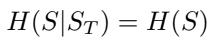 H(S|S_T) = H(S)